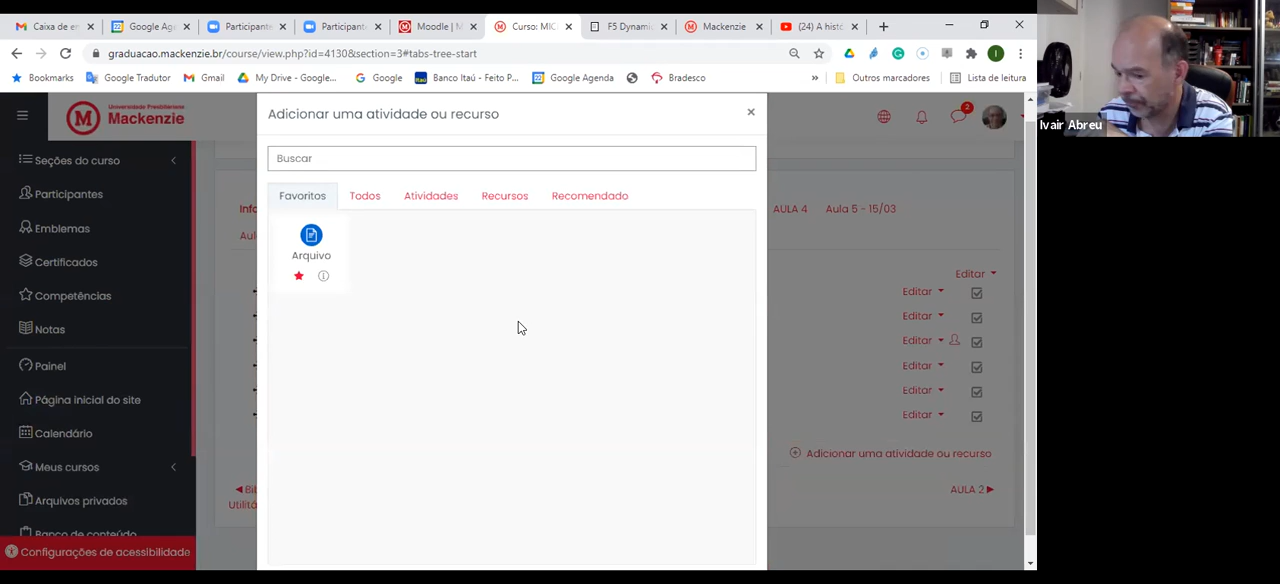 Caixa de en
Google Age
Participante
Participante
Moodle | M
Curso: MIC
F5 Dynamic
Mackenzie
(24) A histó
graduacao.mackenzie.br/course/view.php?id=4130&section=3#tabs-tree-start
Bookmarks
Google Tradutor
Gmail
My Drive - Google...
Google
Banco Itaú - Feito P...
Google Agenda
Bradesco
»
Outros marcadores
Lista de leitura
Universidade Presbiteriana
Mackenzie
2
Ivair Abreu
Adicionar uma atividade ou recurso
Buscar
Favoritos
Todos
Atividades
Recursos
Recomendado
Arquivo
Seções do curso
Participantes
Emblemas
Certificados
Competências
Notas
Painel
Página inicial do site
Calendário
Meus cursos
Arquivos privados
Banco de conteúdo
Configurações de acessibilidade
AULA 4
Aula 5 - 15/03
Editar
Editar
Editar
Editar
Editar
Editar
Editar
Adicionar uma atividade ou recurso
AULA 2